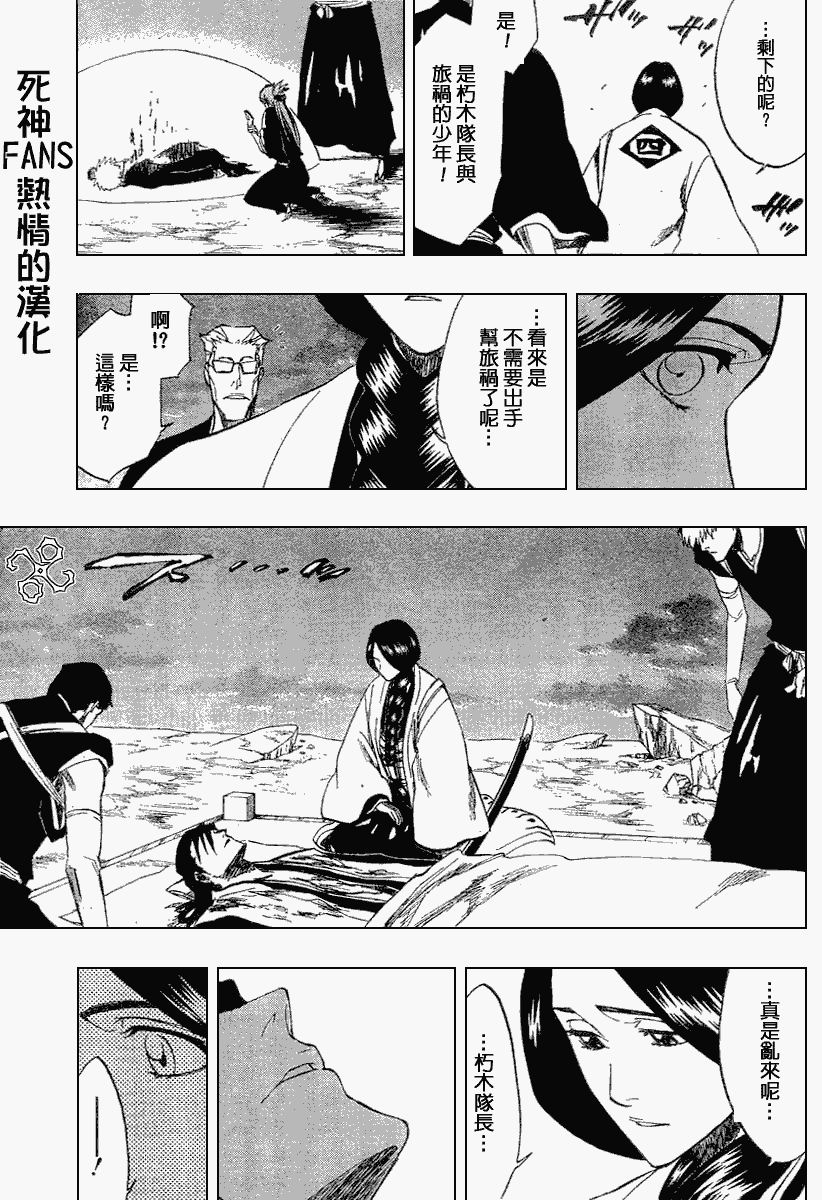 …剩下的呢？
四
是！
是朽木隊長與
旅禍的少年！
…看來是
不需要出手
幫旅禍了呢…
啊!?
是…
這樣嗎？
…真是亂來呢…
…朽木隊長…
——！
死神FANS熱情的漢化